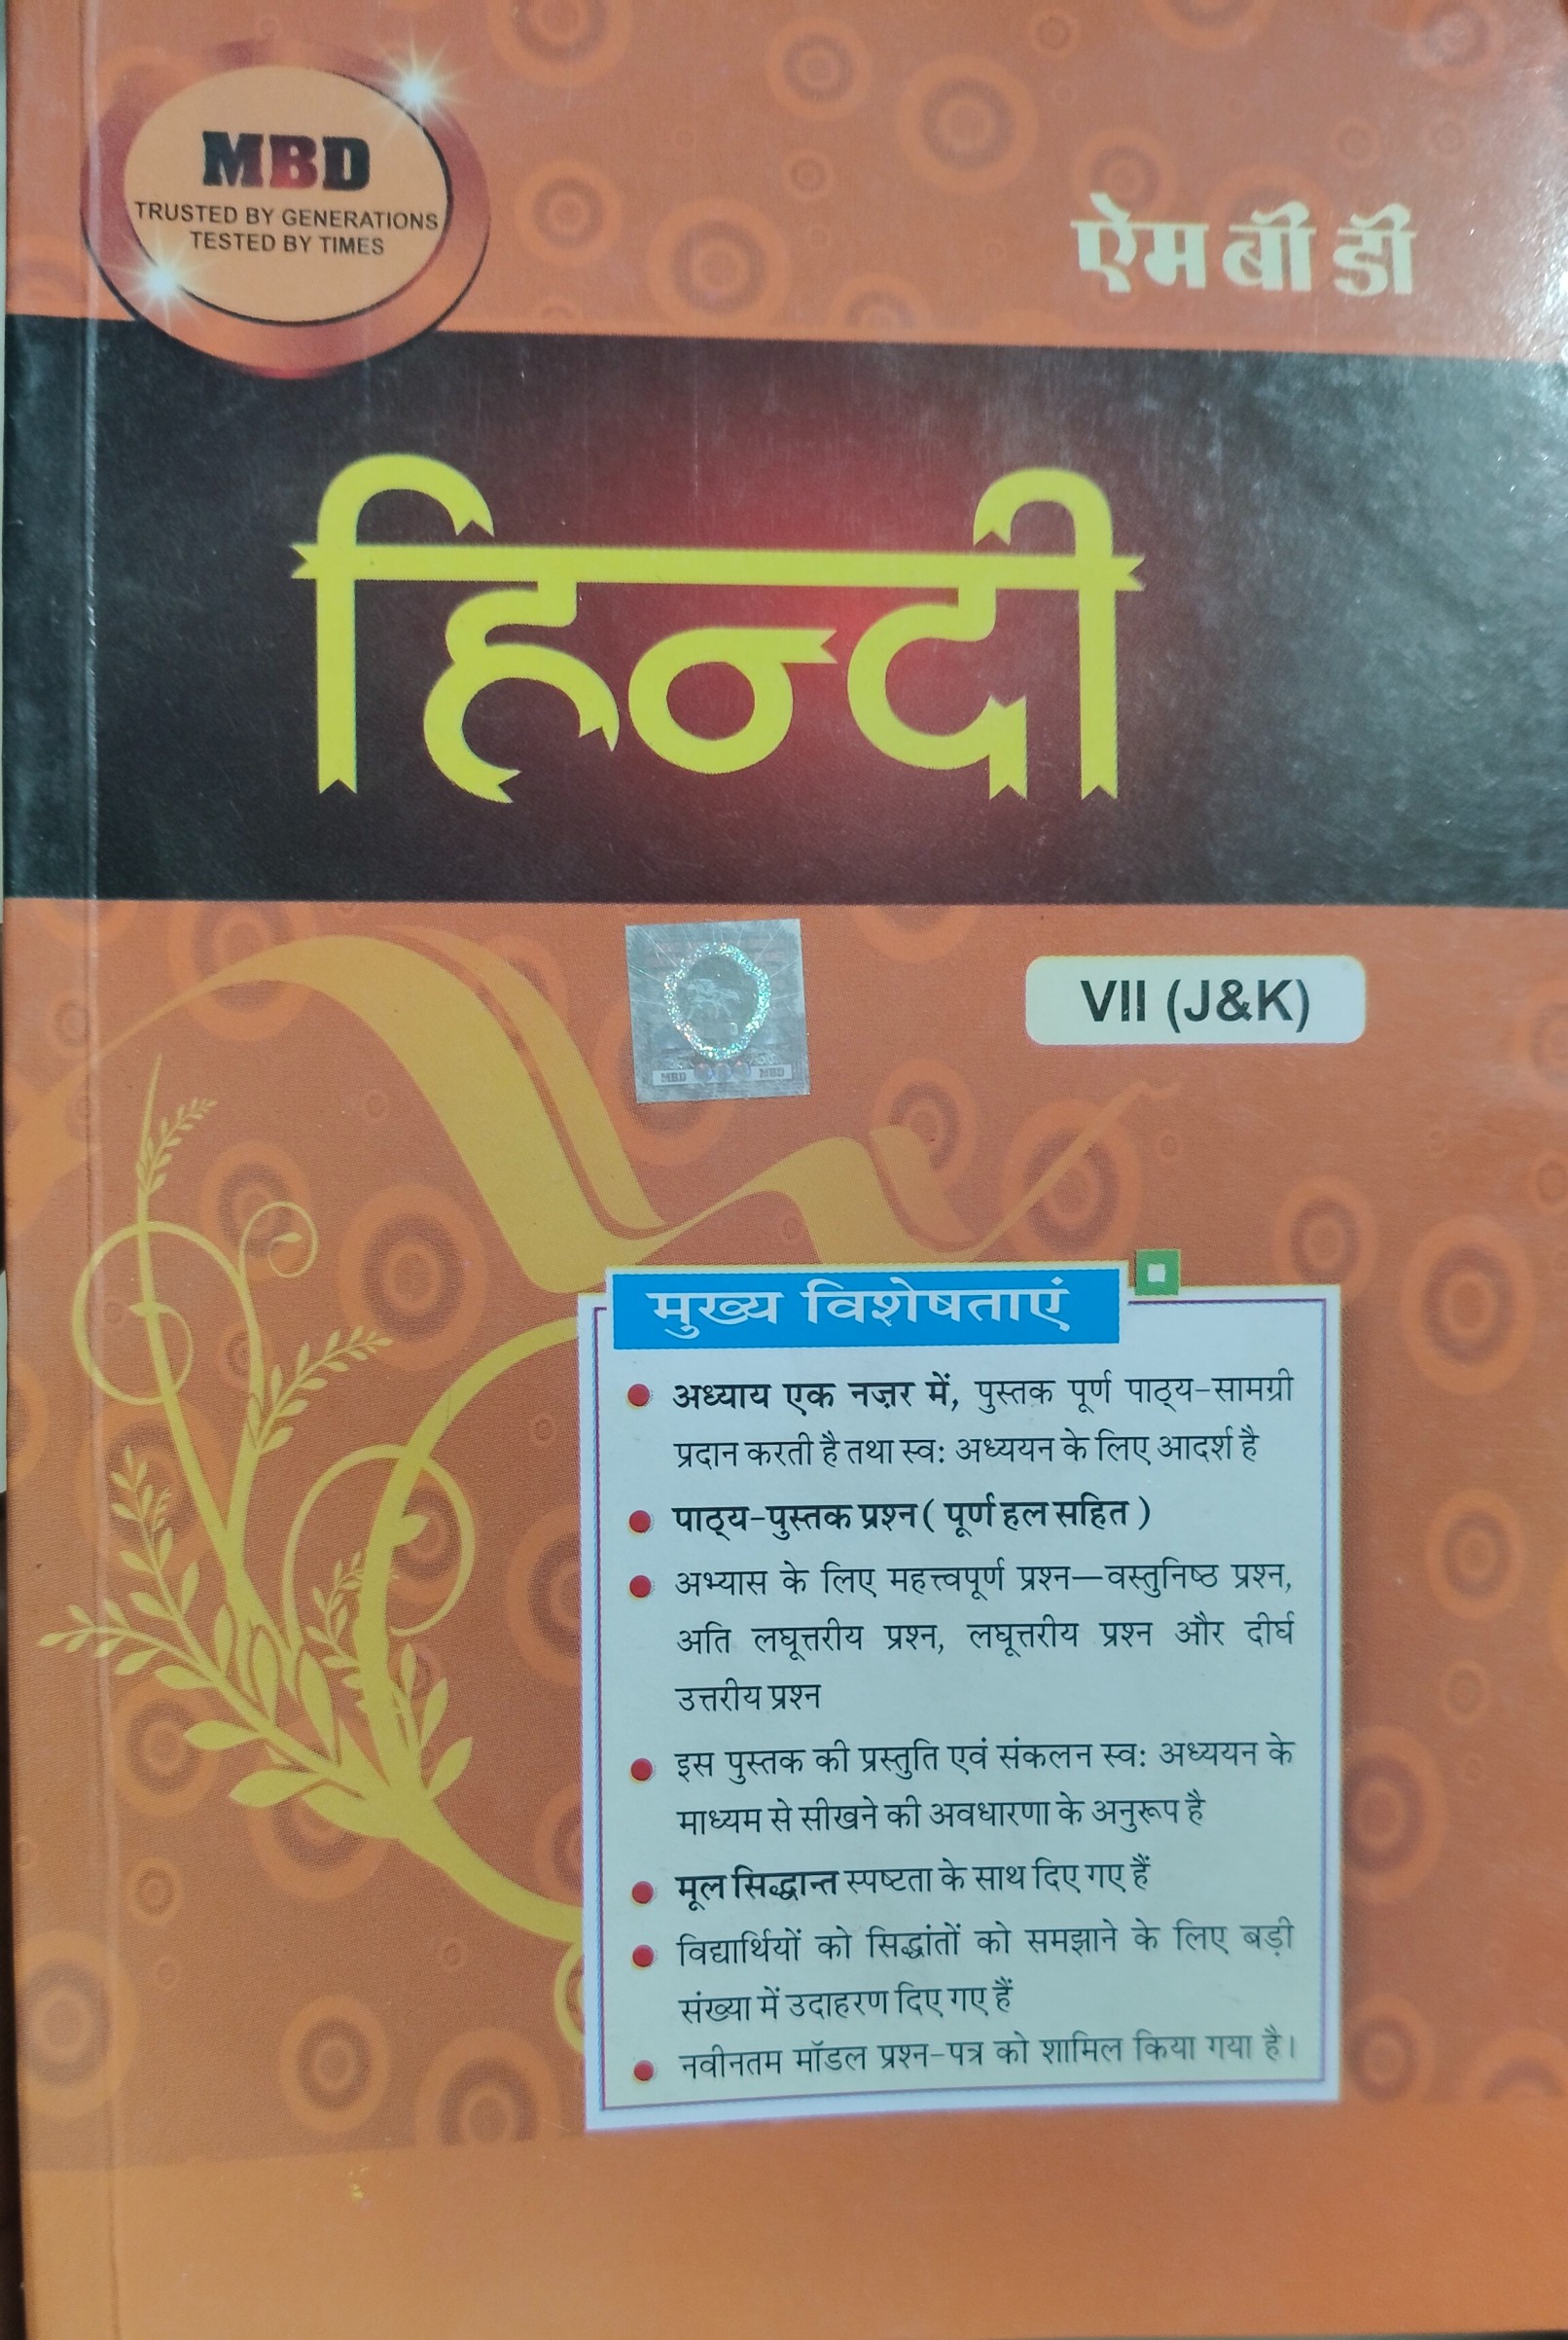 MBD
TRUSTED BY GENERATIONS
TESTED BY TIMES
ऐम बी डी
हिन्दी
MBD MBD
VII (J&K)
मुख्य विशेषताएं
अध्याय एक नज़र में, पुस्तक पूर्ण पाठ्य-सामग्री
प्रदान करती है तथा स्वः अध्ययन के लिए आदर्श है
पाठ्य-पुस्तक प्रश्न ( पूर्ण हल सहित )
अभ्यास के लिए महत्त्वपूर्ण प्रश्न—वस्तुनिष्ठ प्रश्न,
अति लघूत्तरीय प्रश्न, लघूत्तरीय प्रश्न और दीर्घ
उत्तरीय प्रश्न
इस पुस्तक की प्रस्तुति एवं संकलन स्वः अध्ययन के
माध्यम से सीखने की अवधारणा के अनुरूप है
मूल सिद्धान्त स्पष्टता के साथ दिए गए हैं
विद्यार्थियों को सिद्धांतों को समझाने के लिए बड़ी
संख्या में उदाहरण दिए गए हैं
नवीनतम मॉडल प्रश्न-पत्र को शामिल किया गया है।